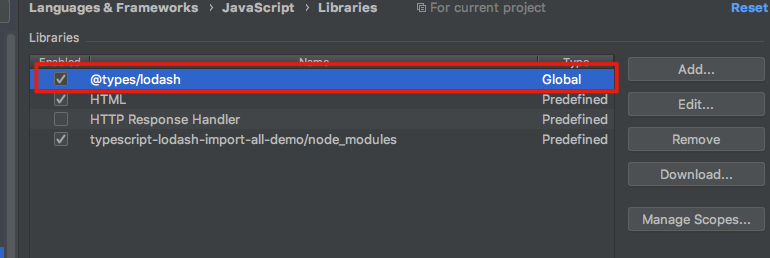 Languages & Frameworks › JavaScript › Libraries For current project Reset
Libraries
Enabled Name Type
@types/lodash Global
HTML Predefined
HTTP Response Handler Predefined
typescript-lodash-import-all-demo/node_modules Predefined
Add...
Edit...
Remove
Download...
Manage Scopes...